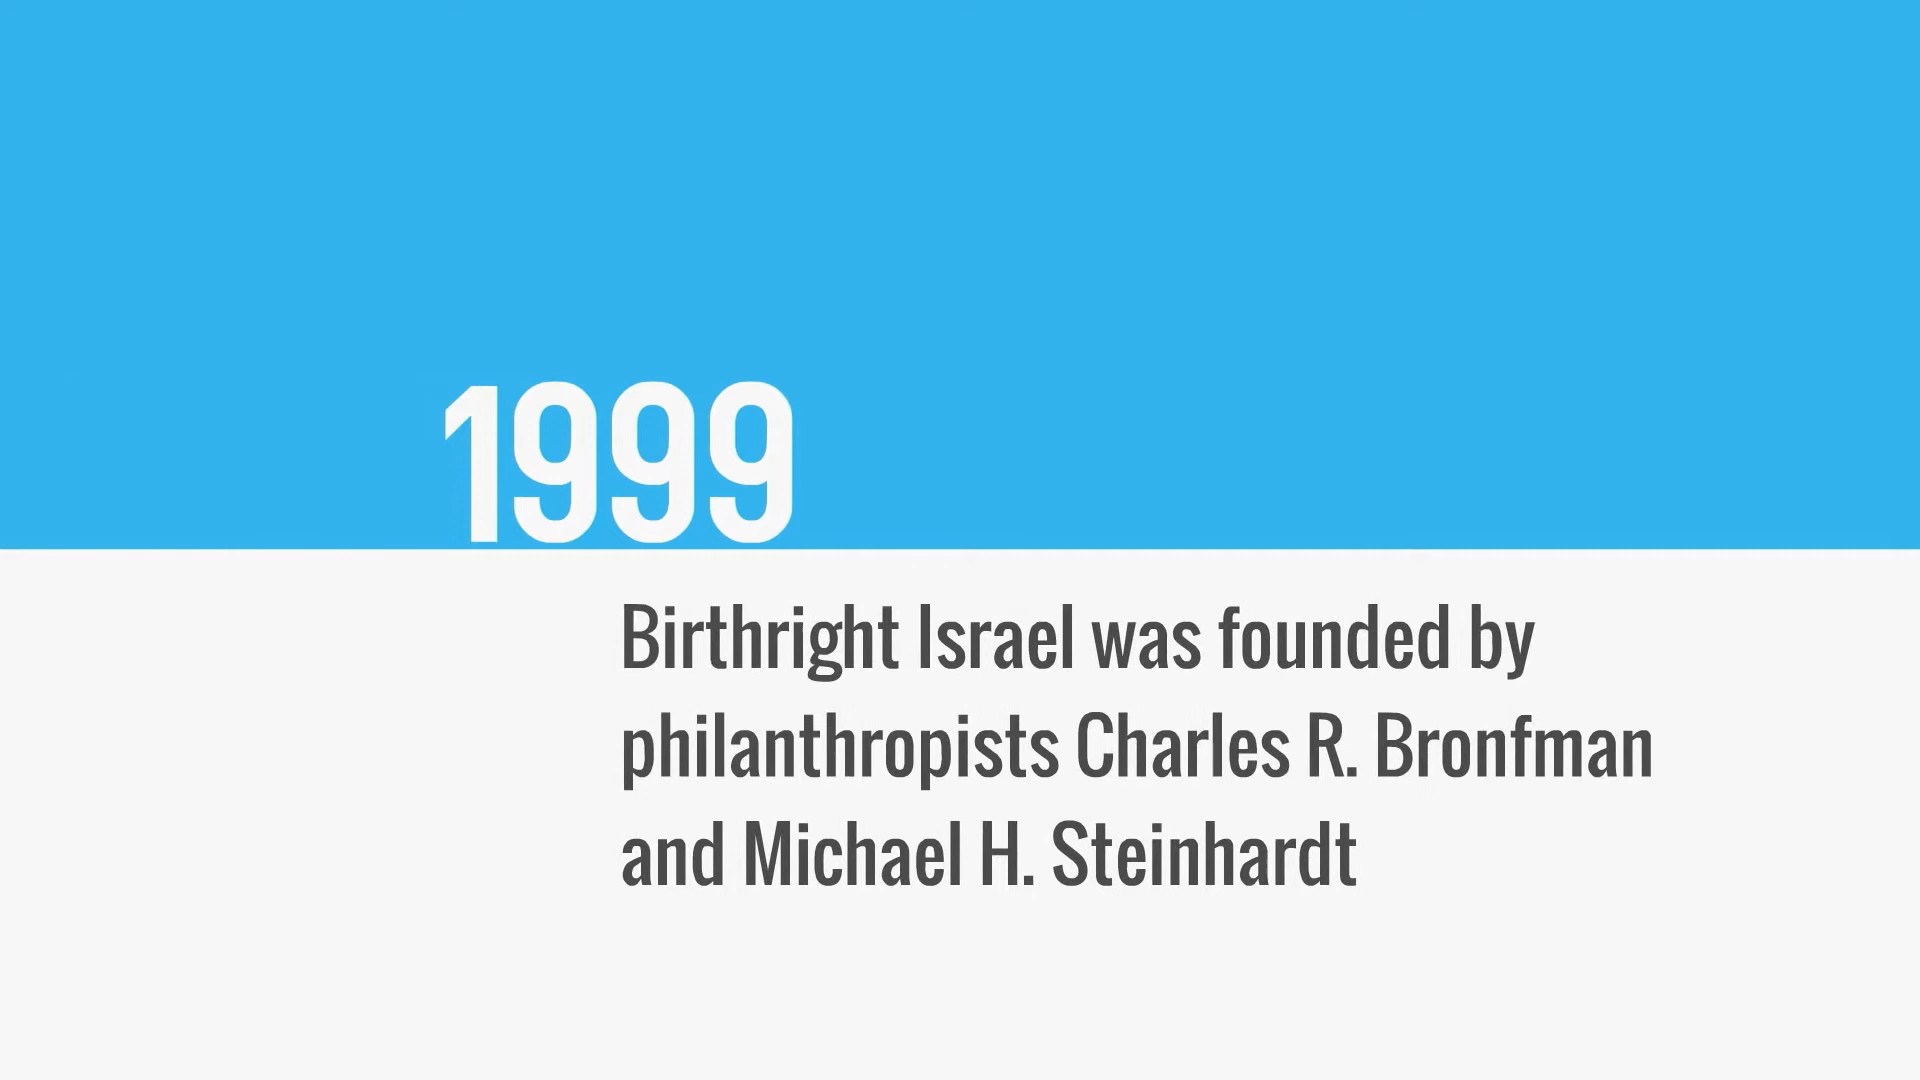 1999
Birthright Israel was founded by
philanthropists Charles R. Bronfman
and Michael H. Steinhardt